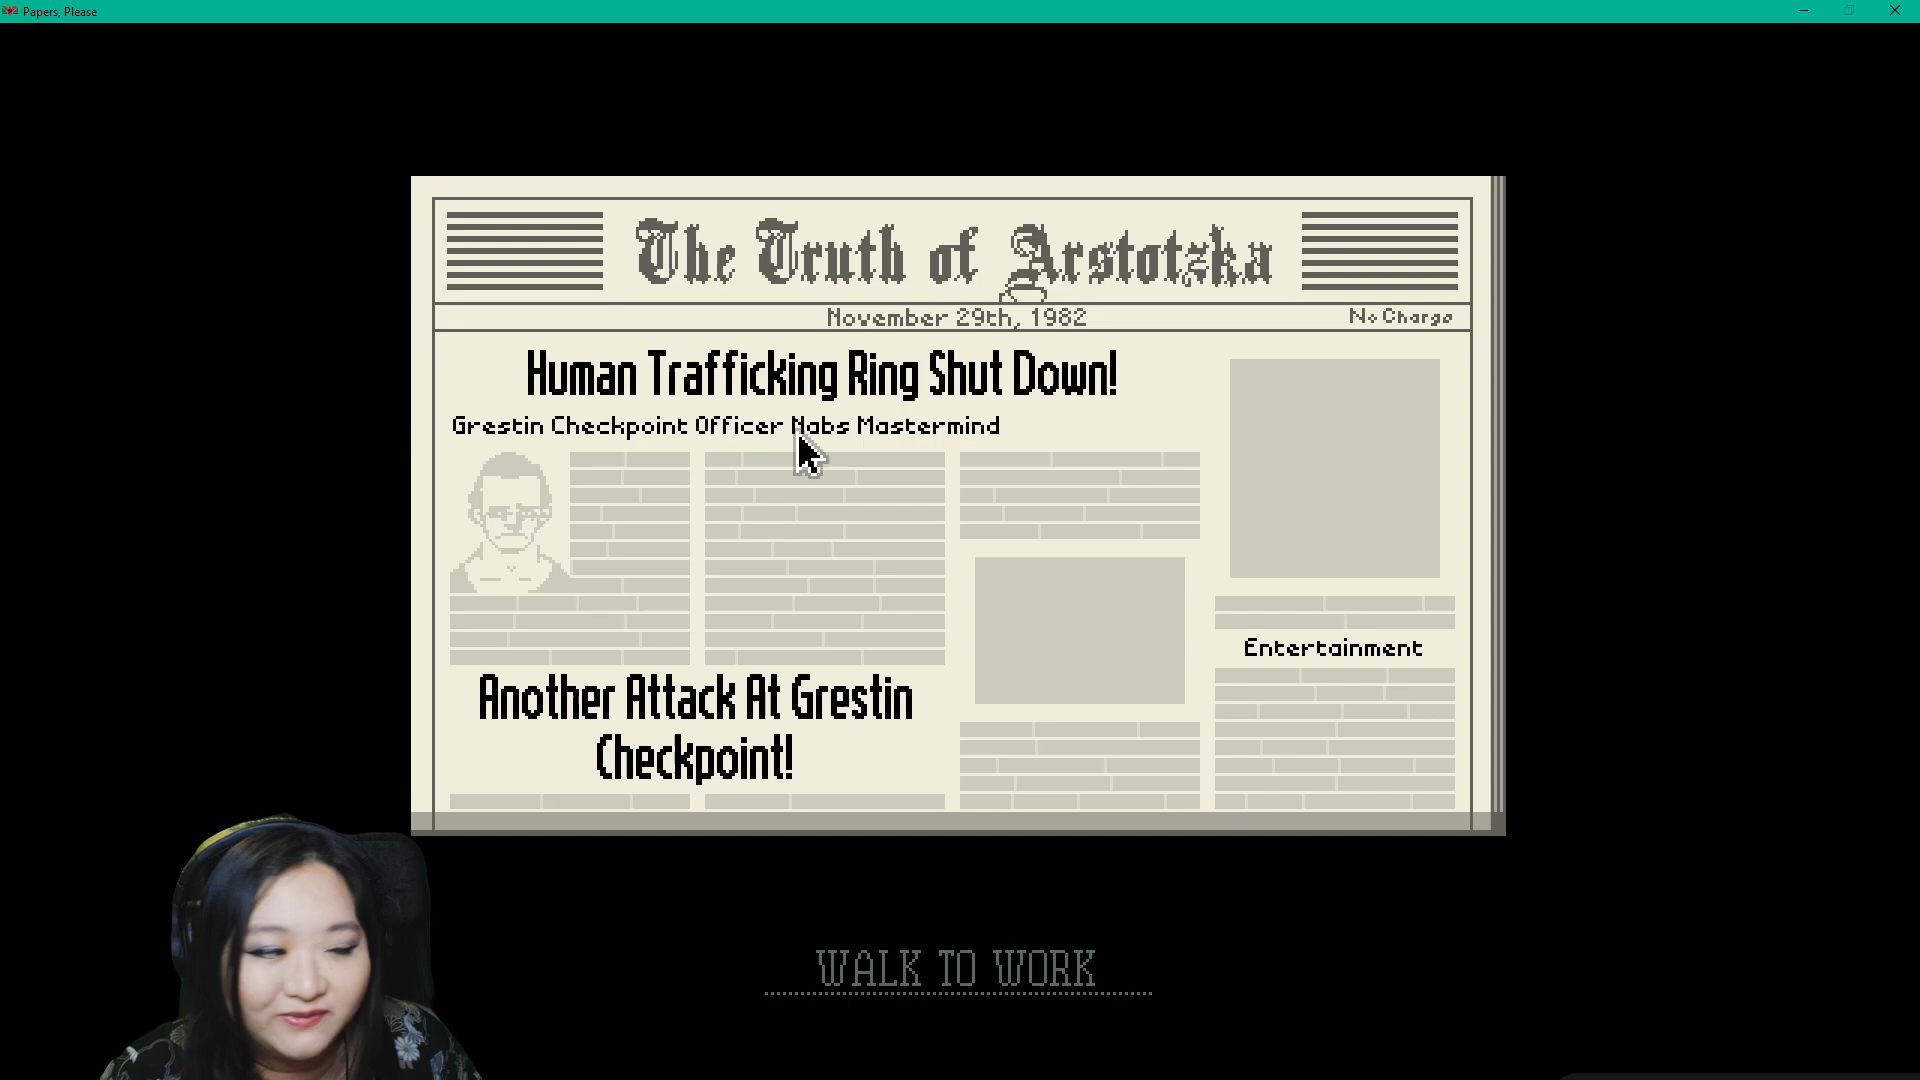 Papers, Please
The Truth of Arstotzka
November 29th, 1982
No Charge
Human Trafficking Ring Shut Down!
Grestin Checkpoint Officer Nabs Mastermind
Another Attack At Grestin
Checkpoint!
Entertainment
WALK TO WORK